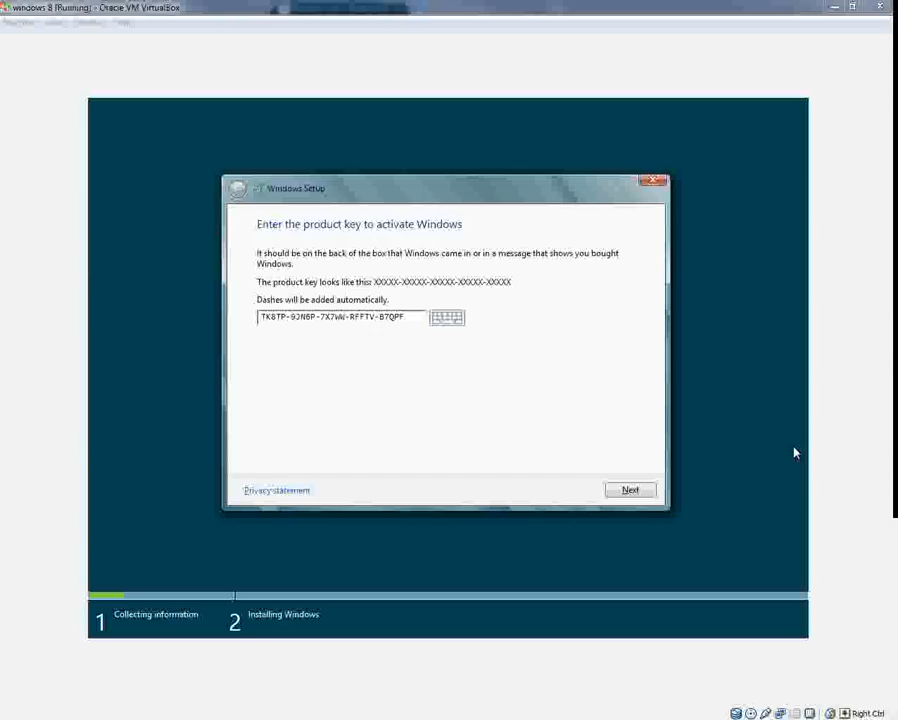 windows 8 [Running] - Oracle VM VirtualBox
Windows Setup
Enter the product key to activate Windows
It should be on the back of the box that Windows came in or in a message that shows you bought
Windows.
The product key looks like this: XXXXX-XXXXX-XXXXX-XXXXX-XXXXX
Dashes will be added automatically.
TK8TP-9JN6P-7X7WW-RFFTV-B7QPF
Privacy statement
Next
1 Collecting information
2 Installing Windows
Right Ctrl